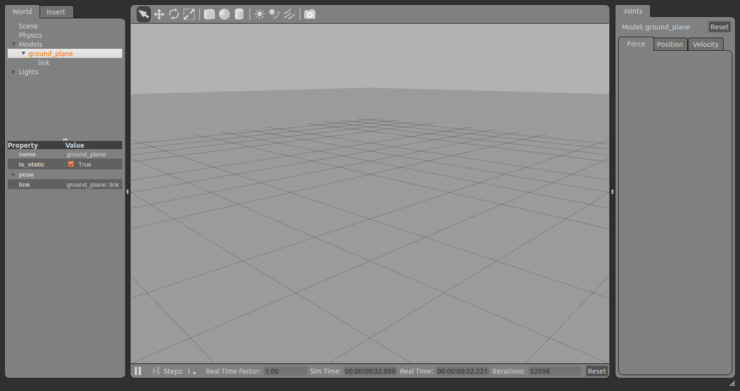 World Insert
Scene
Physics
Models
ground_plane
link
Lights
Property Value
name ground_plane
is_static True
pose
link ground_plane::link
Steps: 1 Real Time Factor: 1.00 Sim Time: 00 00:00:32.098 Real Time: 00 00:00:32.221 Iterations: 32098 Reset
Joints
Model: ground_plane Reset
Force Position Velocity